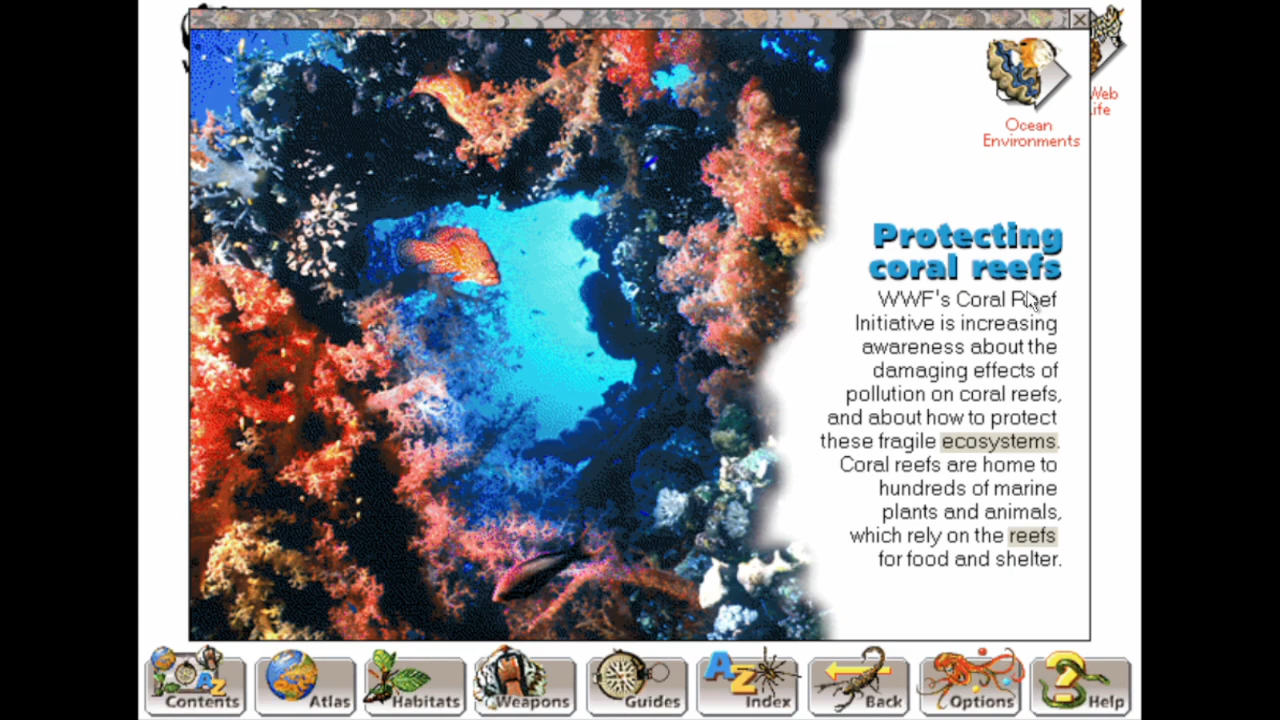 Ocean
Environments
Web
ife
Protecting
coral reefs
WWF's Coral Reef
Initiative is increasing
awareness about the
damaging effects of
pollution on coral reefs,
and about how to protect
these fragile ecosystems.
Coral reefs are home to
hundreds of marine
plants and animals,
which rely on the reefs
for food and shelter.
Contents
Atlas
Habitats
Weapons
Guides
AZ
Index
Back
Options
?
Help